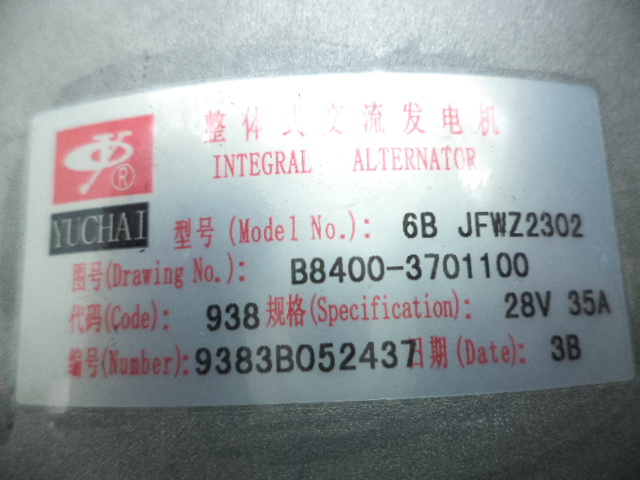 整体式交流发电机
INTEGRAL ALTERNATOR
®
YUCHAI
型号(Model No.): 6B JFWZ2302
图号(Drawing No.): B8400-3701100
代码(Code): 938 规格(Specification): 28V 35A
编号(Number): 9383B052437 日期(Date): 3B